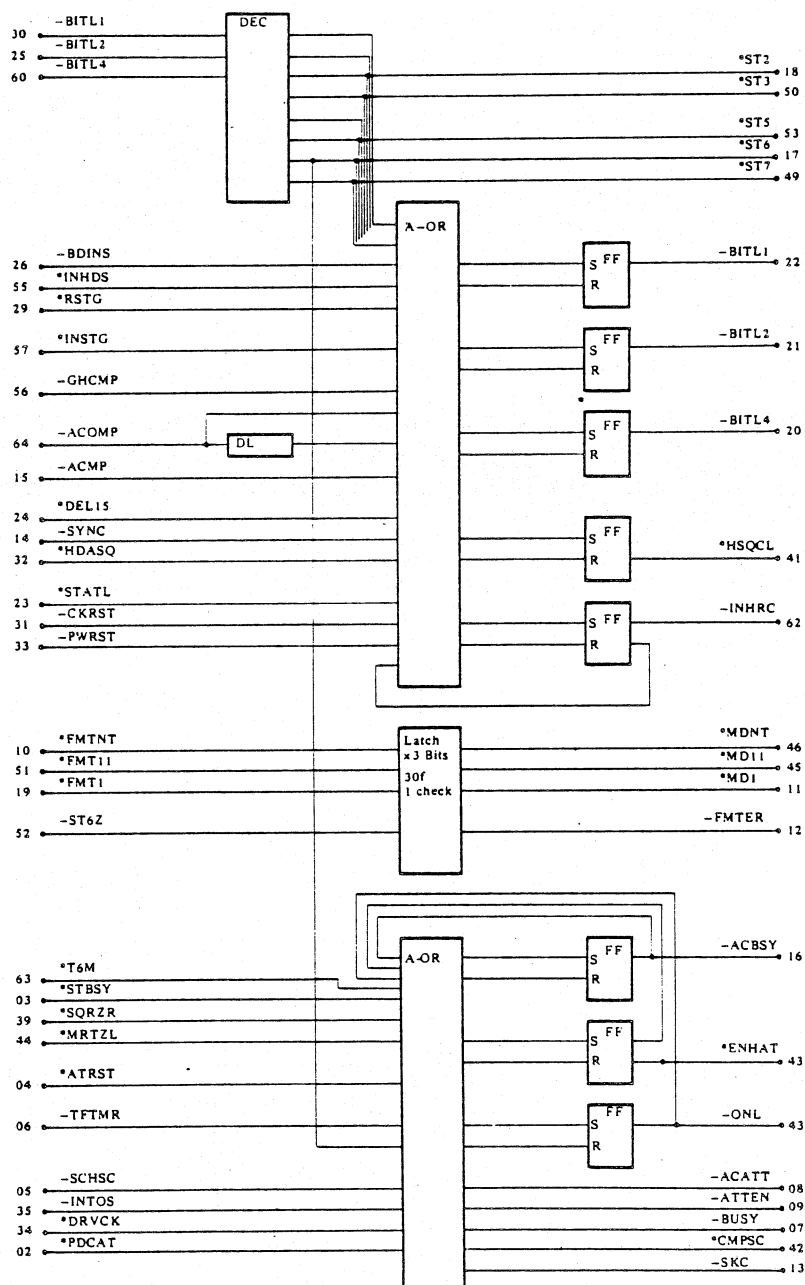 -BITL1
30
-BITL2
25
-BITL4
60
DEC
*ST2
18
*ST3
50
*ST5
53
*ST6
17
*ST7
49
A-OR
-BDINS
26
*INHDS
55
*RSTG
29
*INSTG
57
-GHCMP
56
-ACOMP
64
DL
-ACMP
15
*DEL15
24
-SYNC
14
*HDASQ
32
*STATL
23
-CKRST
31
-PWRST
33
S FF
R
-BITL1
22
S FF
R
-BITL2
21
S FF
R
-BITL4
20
S FF
R
*HSQCL
41
S FF
R
-INHRC
62
*FMTNT
10
*FMT11
51
*FMT1
19
-ST6Z
52
Latch
x3 Bits
30f
1 check
*MDNT
46
*MD11
45
*MD1
11
-FMTER
12
*T6M
63
*STBSY
03
*SQRZR
39
*MRTZL
44
*ATRST
04
-TFTMR
06
-SCHSC
05
-INTOS
35
*DRVCK
34
*PDCAT
02
A-OR
S FF
R
-ACBSY
16
S FF
R
*ENHAT
43
S FF
R
-ONL
43
-ACATT
08
-ATTEN
09
-BUSY
07
*CMPSC
42
-SKC
13